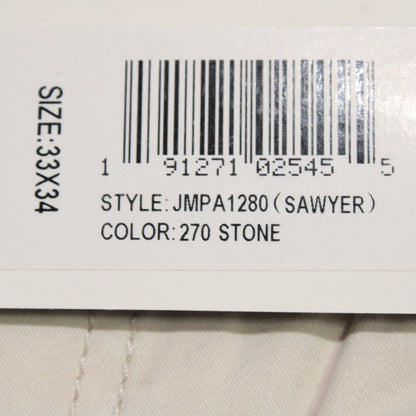 SIZE:33X34
1 91271 02545 5
STYLE: JMPA1280 (SAWYER)
COLOR: 270 STONE